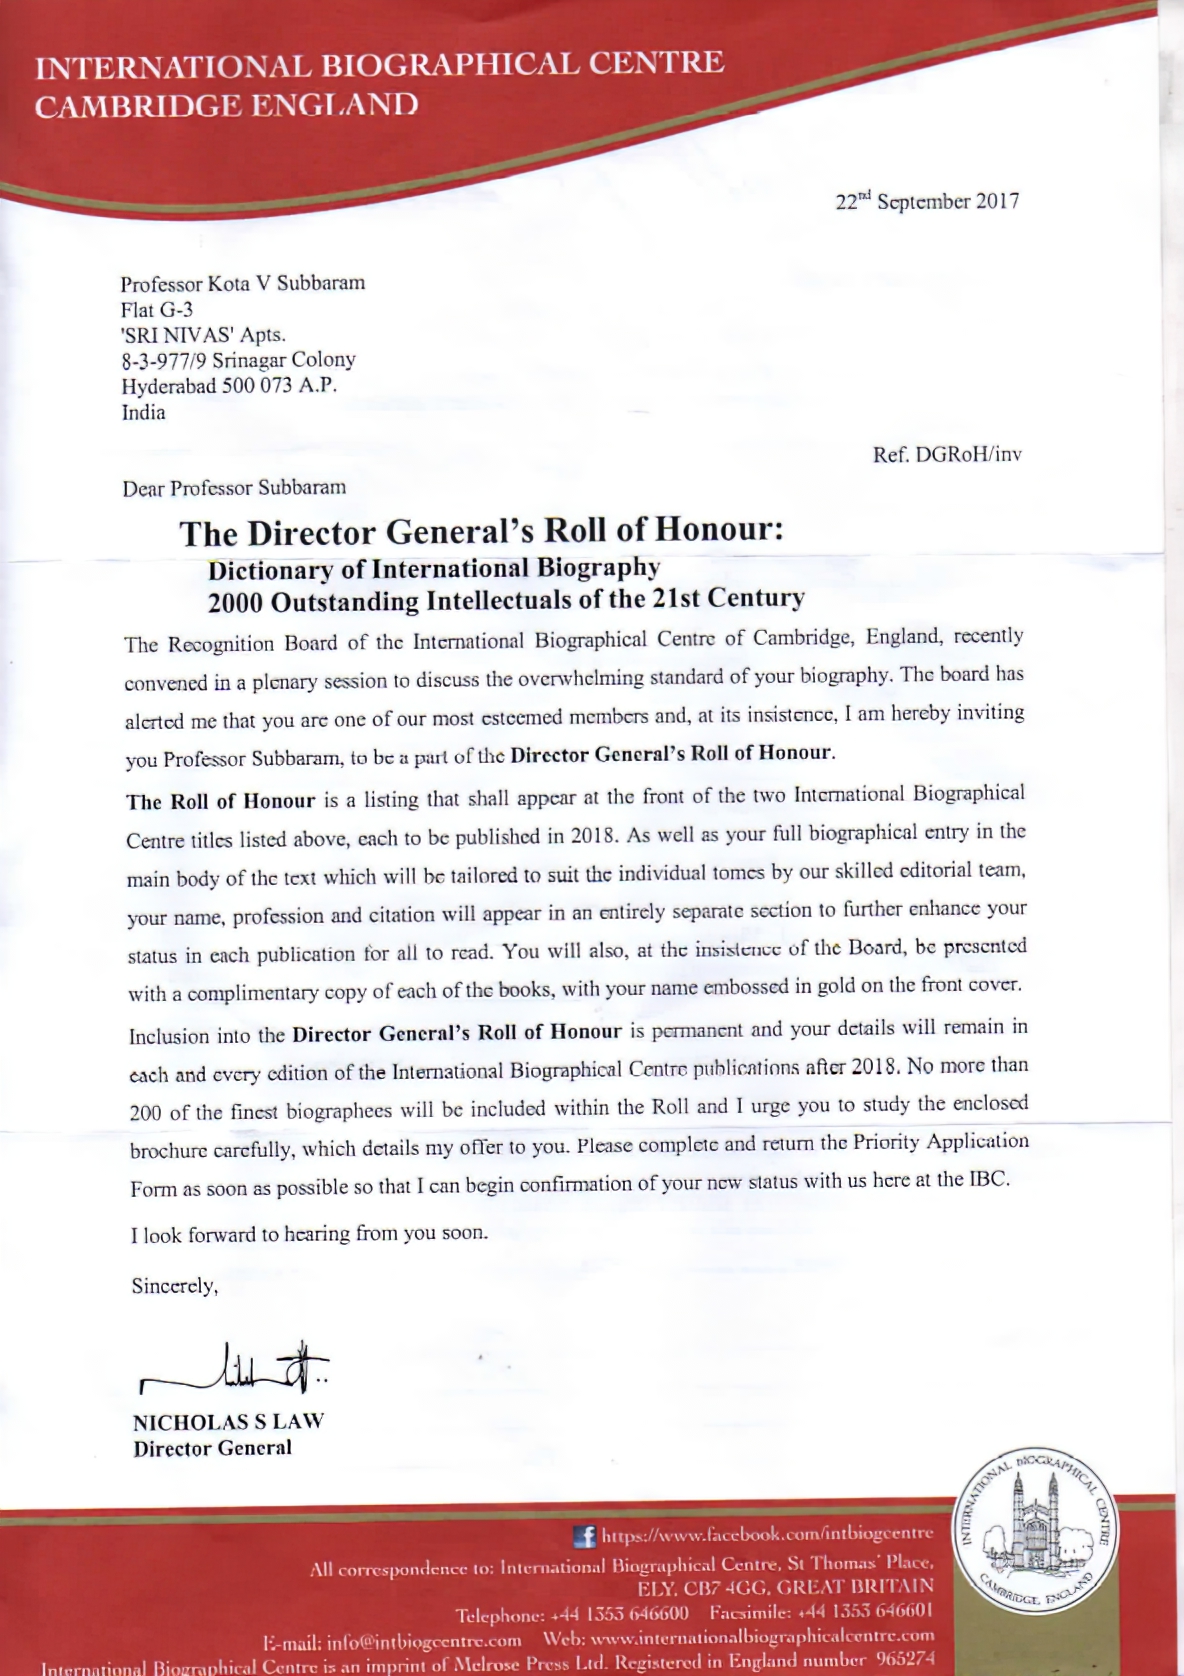 INTERNATIONAL BIOGRAPHICAL CENTRE
CAMBRIDGE ENGLAND
22nd September 2017
Professor Kota V Subbaram
Flat G-3
'SRI NIVAS' Apts.
8-3-977/9 Srinagar Colony
Hyderabad 500 073 A.P.
India
Ref. DGRoH/inv
Dear Professor Subbaram
The Director General's Roll of Honour:
Dictionary of International Biography
2000 Outstanding Intellectuals of the 21st Century
The Recognition Board of the International Biographical Centre of Cambridge, England, recently
convened in a plenary session to discuss the overwhelming standard of your biography. The board has
alerted me that you are one of our most esteemed members and, at its insistence, I am hereby inviting
you Professor Subbaram, to be a part of the Director General's Roll of Honour.
The Roll of Honour is a listing that shall appear at the front of the two International Biographical
Centre titles listed above, each to be published in 2018. As well as your full biographical entry in the
main body of the text which will be tailored to suit the individual tomes by our skilled editorial team,
your name, profession and citation will appear in an entirely separate section to further enhance your
status in each publication for all to read. You will also, at the insistence of the Board, be presented
with a complimentary copy of each of the books, with your name embossed in gold on the front cover.
Inclusion into the Director General's Roll of Honour is permanent and your details will remain in
each and every edition of the International Biographical Centre publications after 2018. No more than
200 of the finest biographees will be included within the Roll and I urge you to study the enclosed
brochure carefully, which details my offer to you. Please complete and return the Priority Application
Form as soon as possible so that I can begin confirmation of your new status with us here at the IBC.
I look forward to hearing from you soon.
Sincerely,
NICHOLAS S LAW
Director General
INTERNATIONAL BIOGRAPHICAL CENTRE
CAMBRIDGE, ENGLAND
f https://www.facebook.com/intbiogcentre
All correspondence to: International Biographical Centre, St Thomas' Place,
ELY, CB7 4GG, GREAT BRITAIN
Telephone: +44 1353 646600 Facsimile: +44 1353 646601
E-mail: info@intbiogcentre.com Web: www.internationalbiographicalcentre.com
International Biographical Centre is an imprint of Melrose Press Ltd. Registered in England number 965274